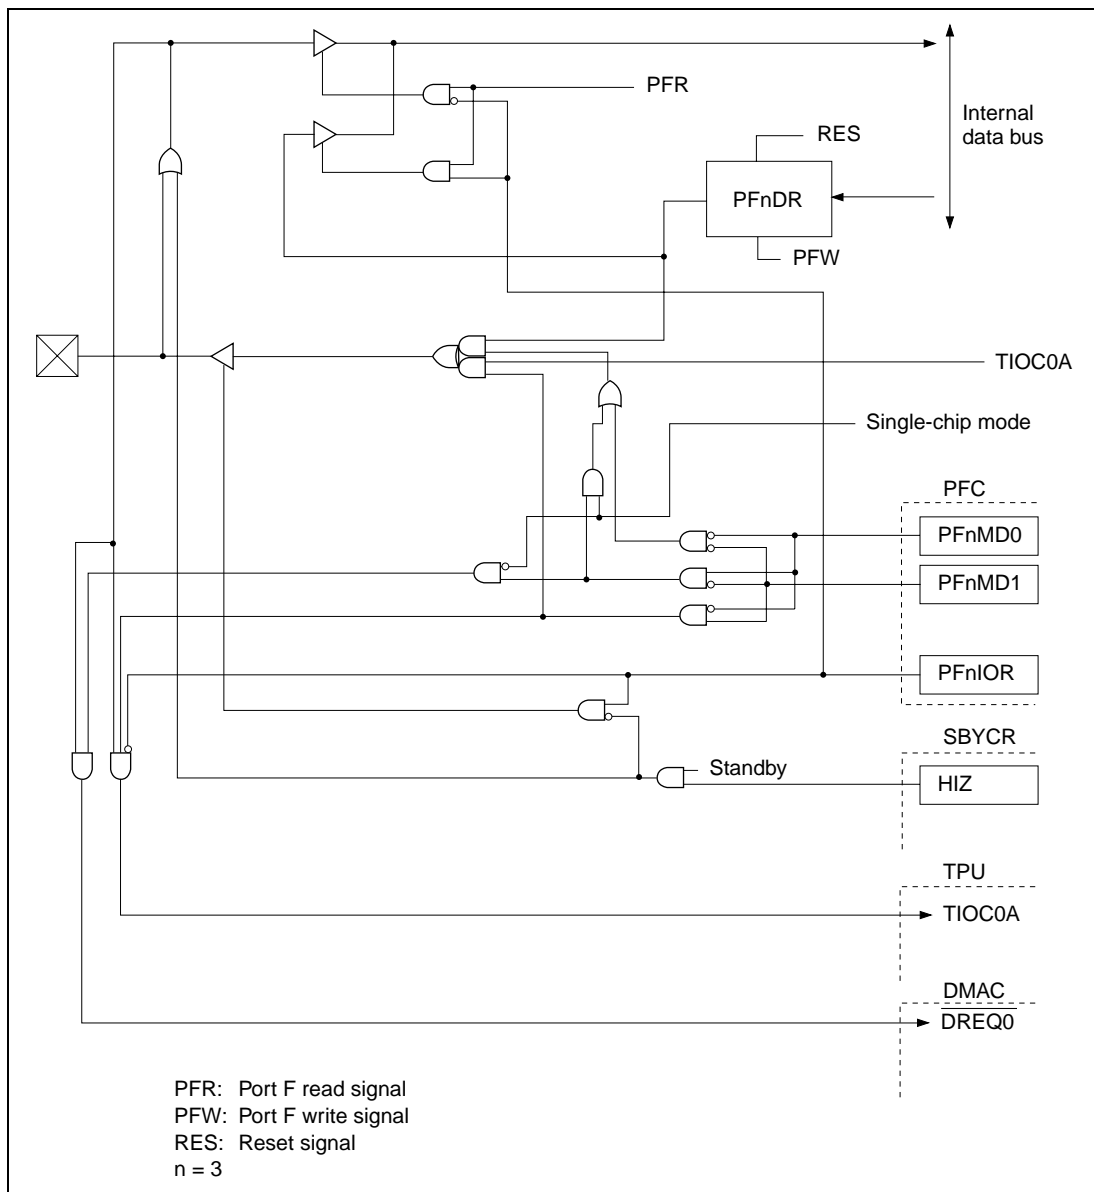 PFR
Internal
data bus
RES
PFnDR
PFW
TIOC0A
Single-chip mode
PFC
PFnMD0
PFnMD1
PFnIOR
SBYCR
Standby
HIZ
TPU
TIOC0A
DMAC
D̅R̅E̅Q̅0̅
PFR: Port F read signal
PFW: Port F write signal
RES: Reset signal
n = 3